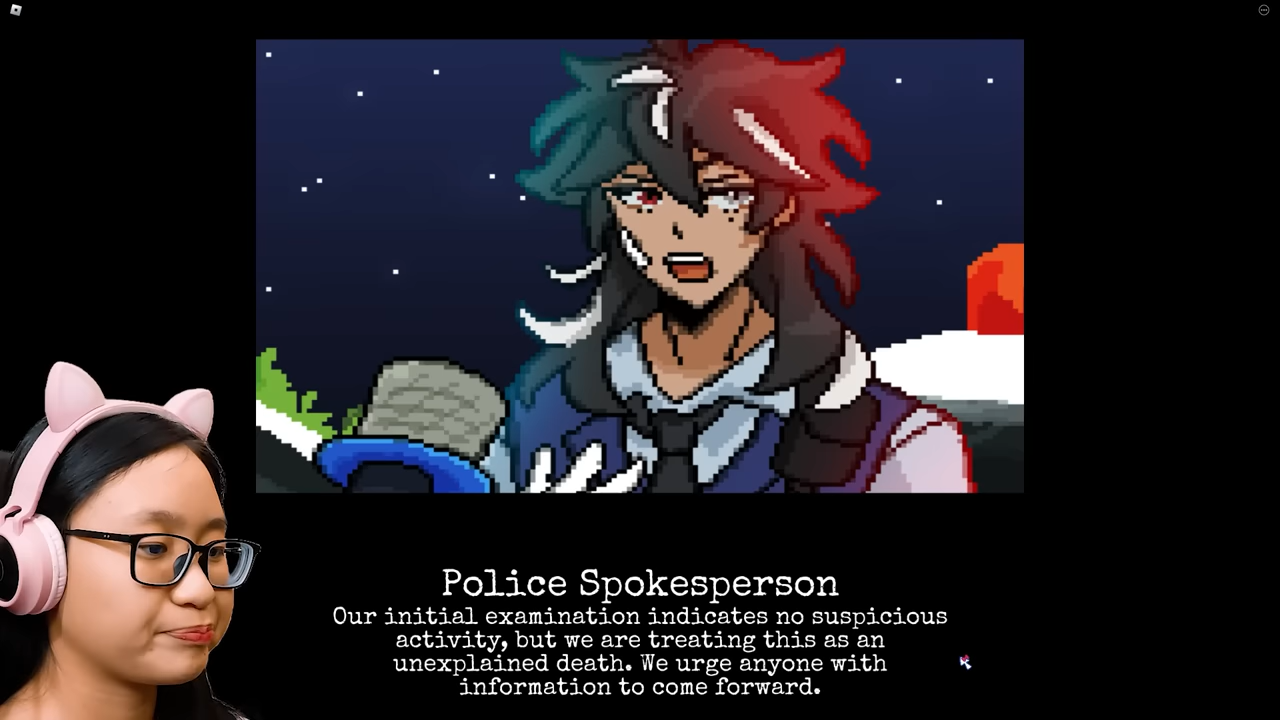 Police Spokesperson
Our initial examination indicates no suspicious
activity, but we are treating this as an
unexplained death. We urge anyone with
information to come forward.